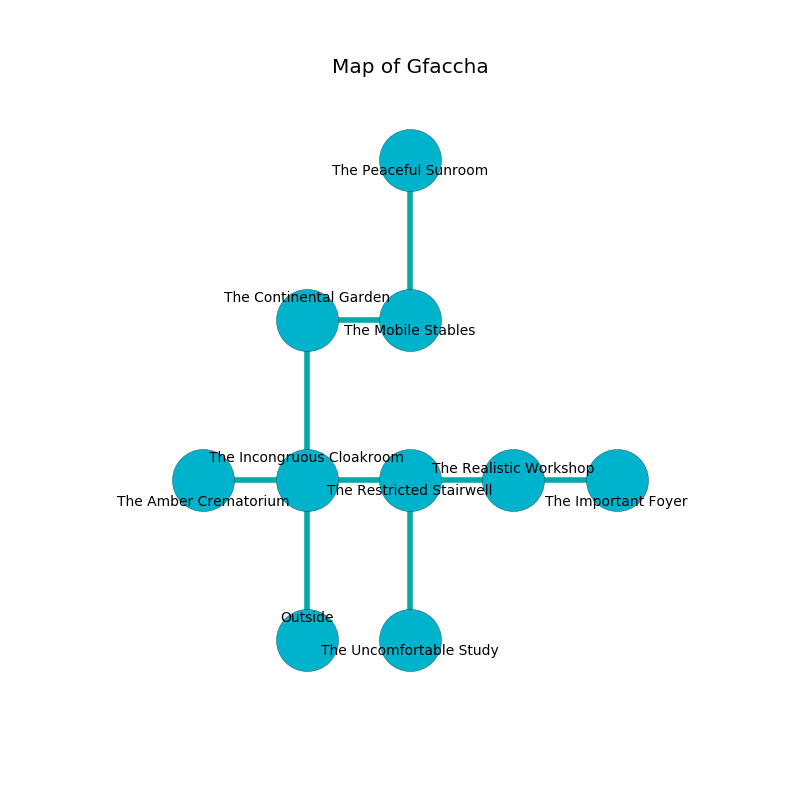 Map of Gfaccha
The Peaceful Sunroom
The Continental Garden
The Mobile Stables
The Incongruous Cloakroom
The Realistic Workshop
The Restricted Stairwell
The Amber Crematorium
The Important Foyer
Outside
The Uncomfortable Study